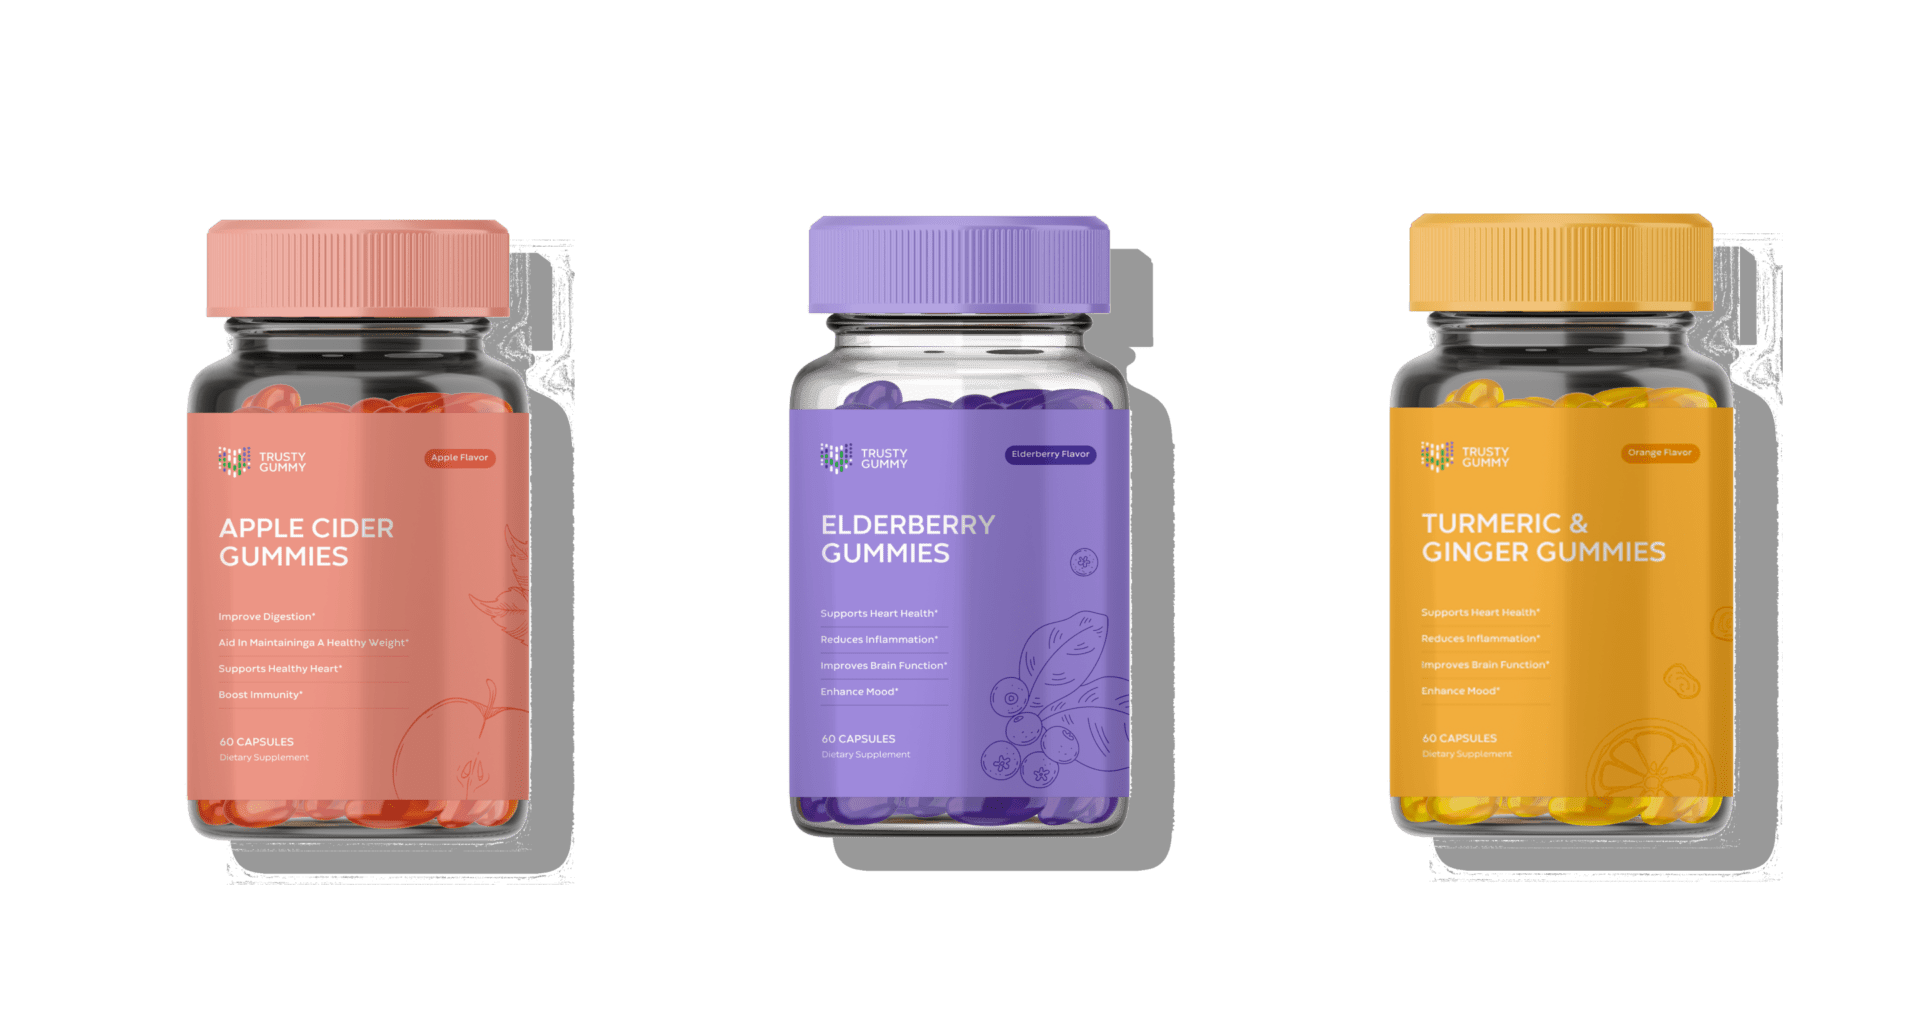 TRUSTY
GUMMY
Apple Flavor
APPLE CIDER
GUMMIES
Improve Digestion*
Aid In Maintaininga A Healthy Weight*
Supports Healthy Heart*
Boost Immunity*
60 CAPSULES
Dietary Supplement
TRUSTY
GUMMY
Elderberry Flavor
ELDERBERRY
GUMMIES
Supports Heart Health*
Reduces Inflammation*
Improves Brain Function*
Enhance Mood*
60 CAPSULES
Dietary Supplement
TRUSTY
GUMMY
Orange Flavor
TURMERIC &
GINGER GUMMIES
Supports Heart Health*
Reduces Inflammation*
Improves Brain Function*
Enhance Mood*
60 CAPSULES
Dietary Supplement